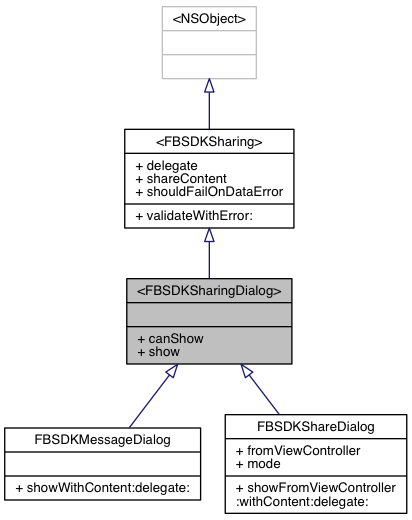 <NSObject>
<FBSDKSharing>
+ delegate
+ shareContent
+ shouldFailOnDataError
+ validateWithError:
<FBSDKSharingDialog>
+ canShow
+ show
FBSDKMessageDialog
+ showWithContent:delegate:
FBSDKShareDialog
+ fromViewController
+ mode
+ showFromViewController
:withContent:delegate: